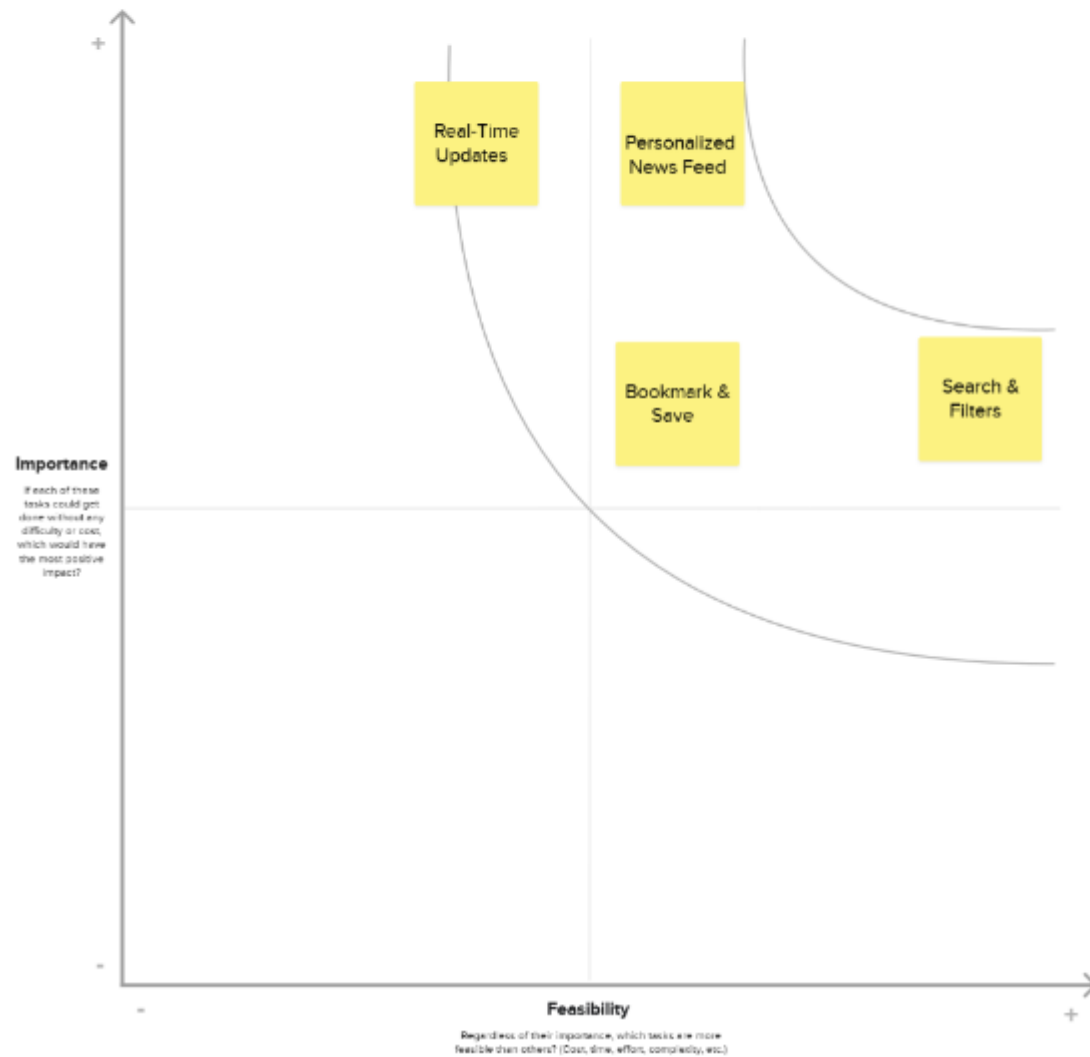 +
Real-Time
Updates
Personalized
News Feed
Bookmark &
Save
Search &
Filters
Importance
If each of these
tasks could get
done without any
difficulty or cost,
which would have
the most positive
impact?
-
-
Feasibility
+
Regardless of their importance, which tasks are more
feasible than others? (Cost, time, effort, complexity, etc.)